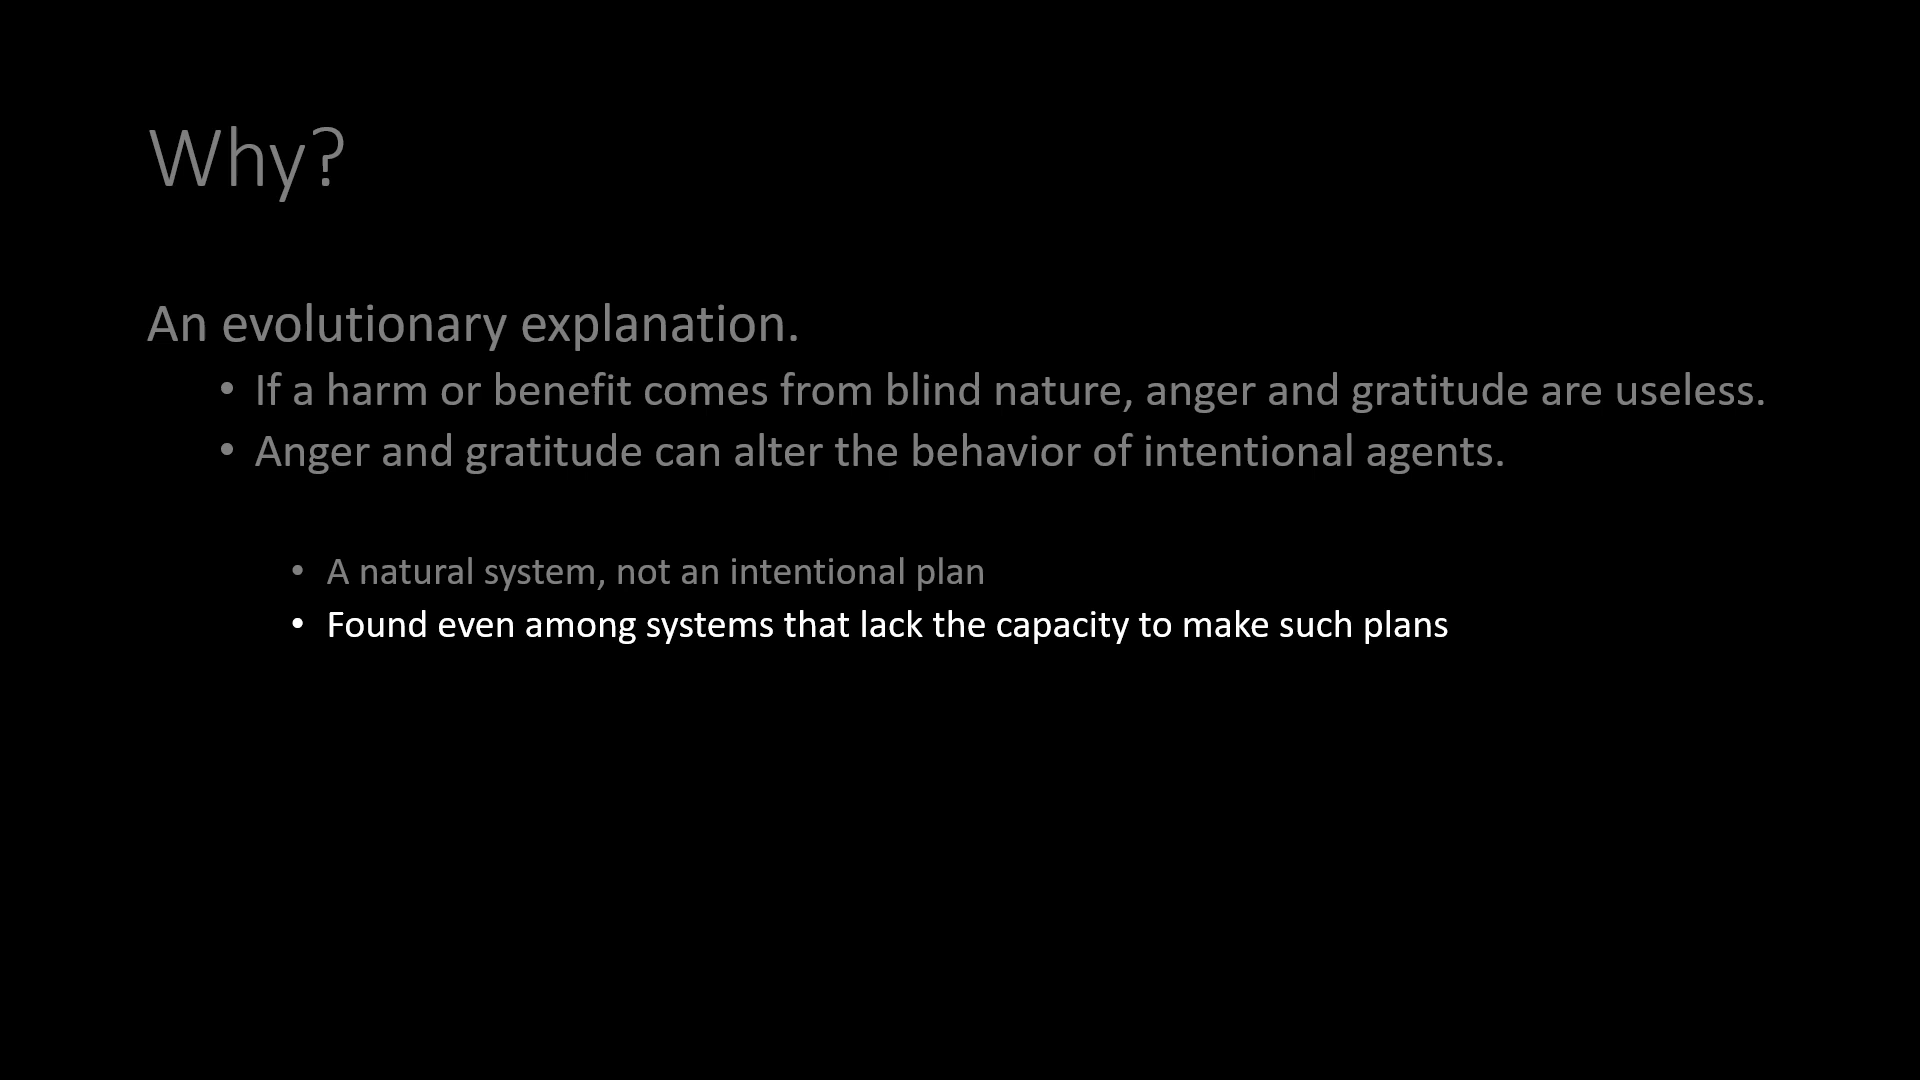 Why?
An evolutionary explanation.
• If a harm or benefit comes from blind nature, anger and gratitude are useless.
• Anger and gratitude can alter the behavior of intentional agents.
• A natural system, not an intentional plan
• Found even among systems that lack the capacity to make such plans